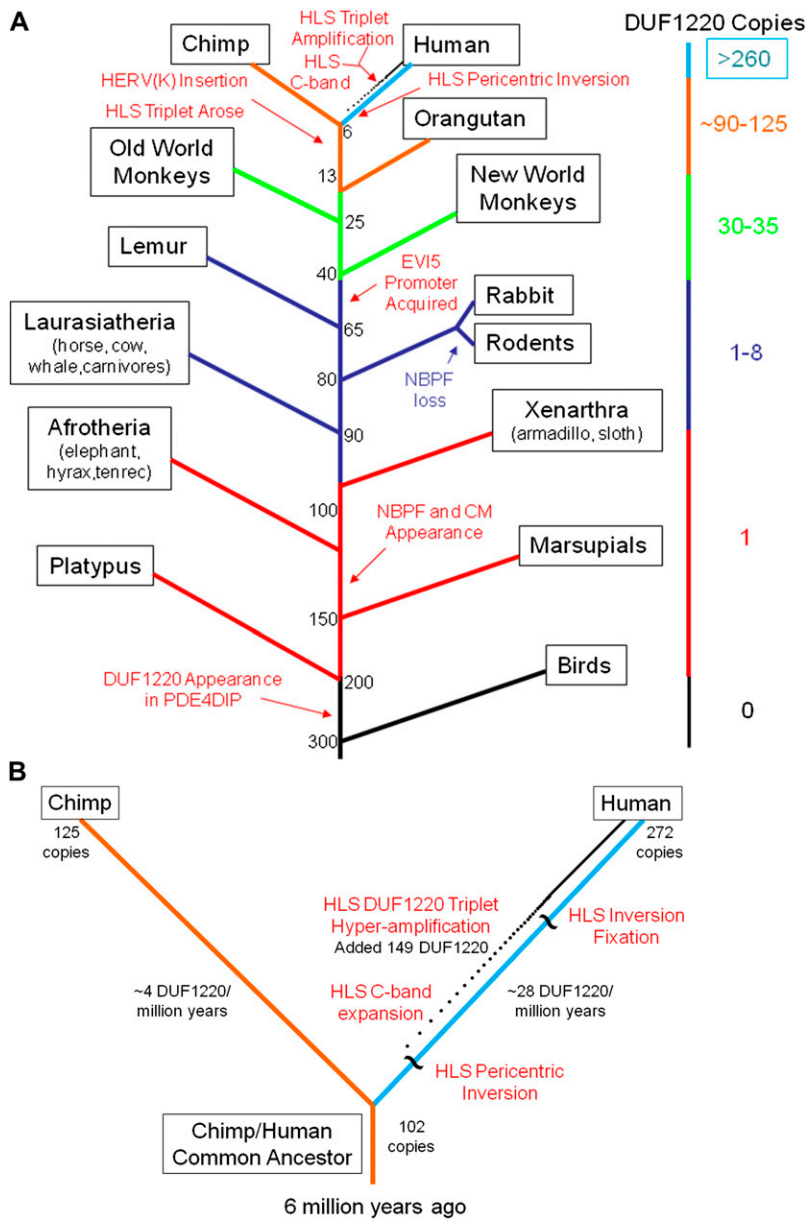 A
DUF1220 Copies
HLS Triplet
Amplification
HLS
C-band
Chimp
Human
>260
HERV(K) Insertion
HLS Pericentric Inversion
HLS Triplet Arose
6
Orangutan
~90-125
Old World
Monkeys
13
New World
Monkeys
25
30-35
Lemur
40
EVI5
Promoter
Acquired
Rabbit
Laurasiatheria
(horse, cow,
whale,carnivores)
65
Rodents
1-8
80
NBPF
loss
Afrotheria
(elephant,
hyrax,tenrec)
90
Xenarthra
(armadillo, sloth)
100
NBPF and CM
Appearance
1
Platypus
Marsupials
150
DUF1220 Appearance
in PDE4DIP
200
Birds
300
0
B
Chimp
Human
125
copies
272
copies
HLS DUF1220 Triplet
Hyper-amplification
Added 149 DUF1220
HLS Inversion
Fixation
~4 DUF1220/
million years
HLS C-band
expansion
~28 DUF1220/
million years
HLS Pericentric
Inversion
Chimp/Human
Common Ancestor
102
copies
6 million years ago